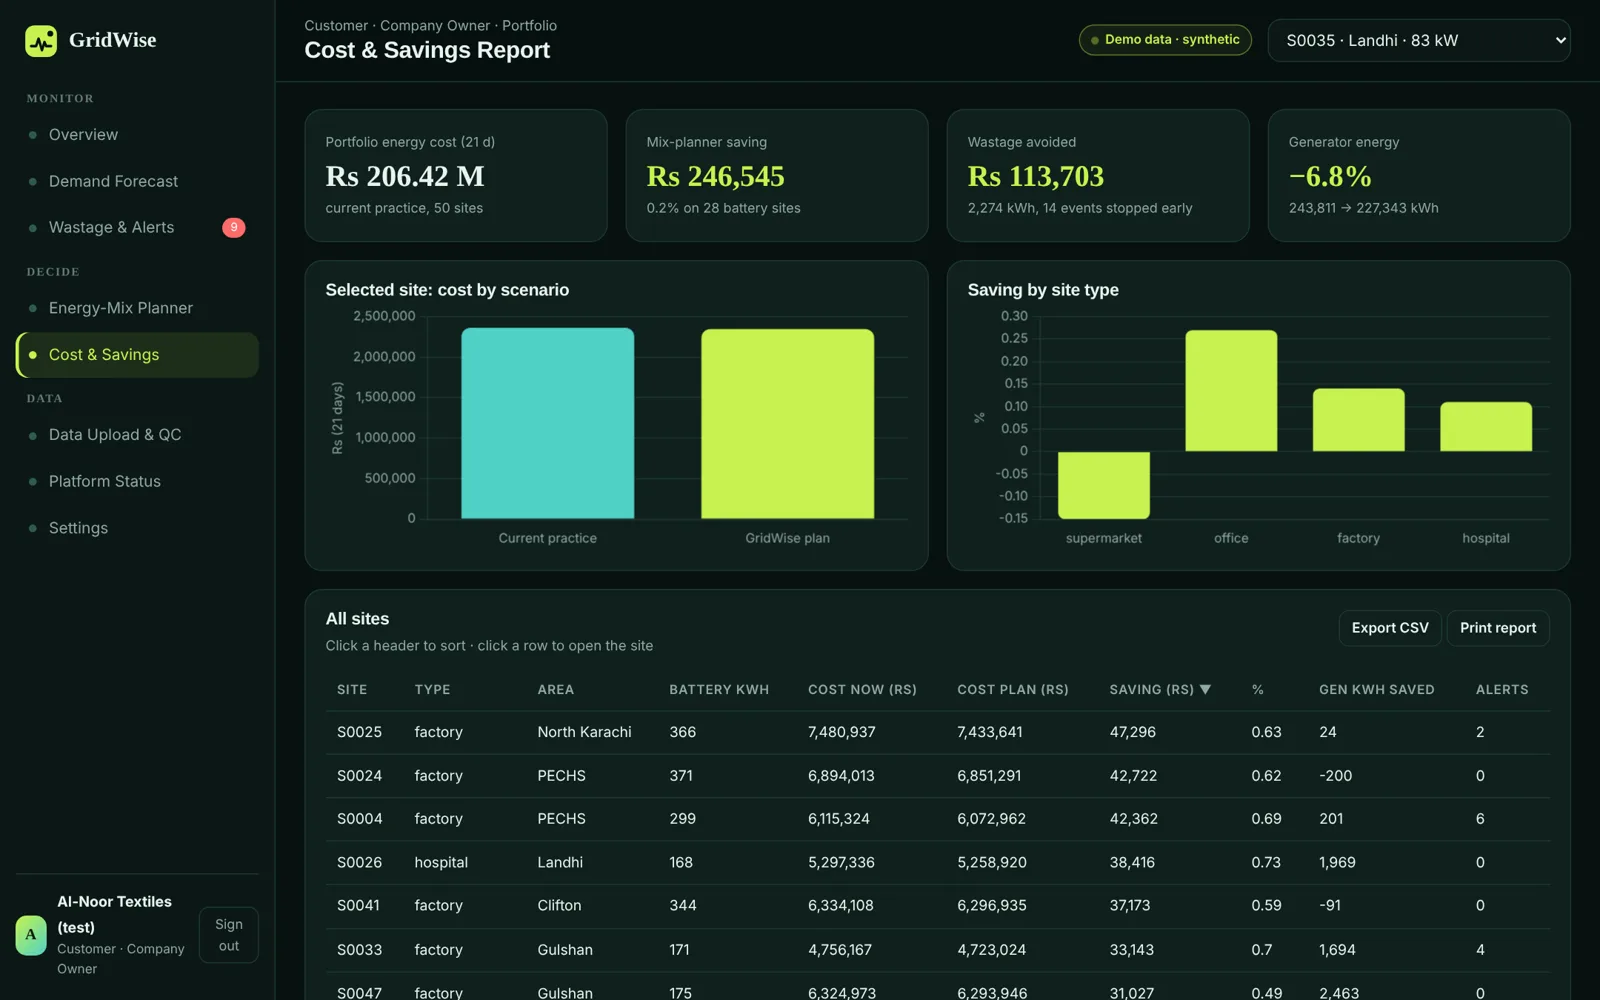 GridWise
MONITOR
Overview
Demand Forecast
Wastage & Alerts 9
DECIDE
Energy-Mix Planner
Cost & Savings
DATA
Data Upload & QC
Platform Status
Settings
A
Al-Noor Textiles
(test)
Customer · Company
Owner
Sign
out
Customer · Company Owner · Portfolio
Cost & Savings Report
Demo data · synthetic
S0035 · Landhi · 83 kW
Portfolio energy cost (21 d)
Rs 206.42 M
current practice, 50 sites
Mix-planner saving
Rs 246,545
0.2% on 28 battery sites
Wastage avoided
Rs 113,703
2,274 kWh, 14 events stopped early
Generator energy
−6.8%
243,811 → 227,343 kWh
Selected site: cost by scenario
Rs (21 days)
2,500,000
2,000,000
1,500,000
1,000,000
500,000
0
Current practice GridWise plan
Saving by site type
%
0.30
0.25
0.20
0.15
0.10
0.05
0
-0.05
-0.10
-0.15
supermarket office factory hospital
All sites
Click a header to sort · click a row to open the site
Export CSV Print report
SITE TYPE AREA BATTERY KWH COST NOW (RS) COST PLAN (RS) SAVING (RS) ▼ % GEN KWH SAVED ALERTS
S0025 factory North Karachi 366 7,480,937 7,433,641 47,296 0.63 24 2
S0024 factory PECHS 371 6,894,013 6,851,291 42,722 0.62 -200 0
S0004 factory PECHS 299 6,115,324 6,072,962 42,362 0.69 201 6
S0026 hospital Landhi 168 5,297,336 5,258,920 38,416 0.73 1,969 0
S0041 factory Clifton 344 6,334,108 6,296,935 37,173 0.59 -91 0
S0033 factory Gulshan 171 4,756,167 4,723,024 33,143 0.7 1,694 4
S0047 factory Gulshan 175 6,324,973 6,293,946 31,027 0.49 2,463 0